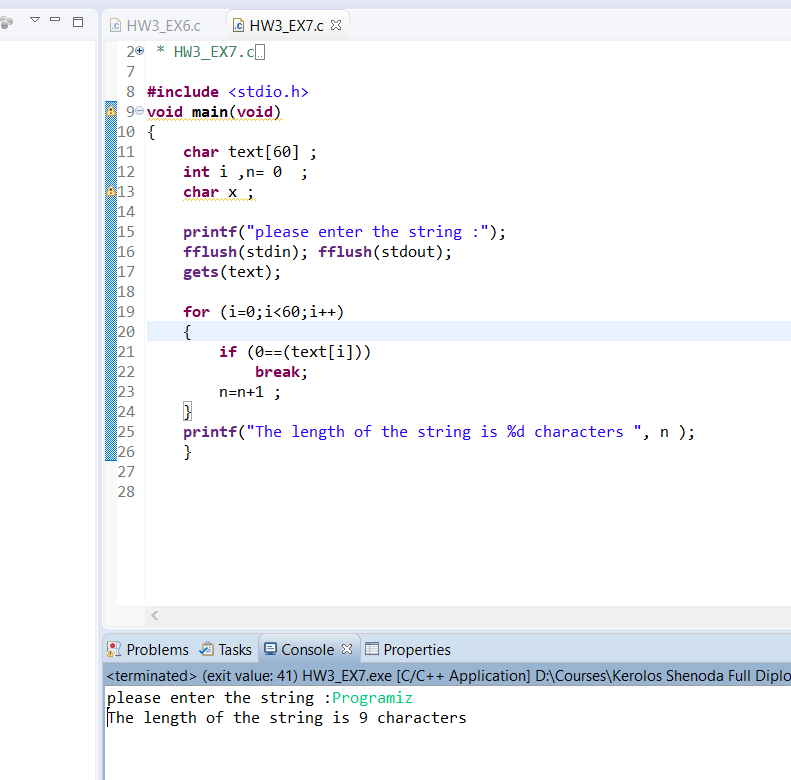 HW3_EX6.c HW3_EX7.c
2 * HW3_EX7.c
7
8 #include <stdio.h>
9 void main(void)
10 {
11 char text[60] ;
12 int i ,n= 0 ;
13 char x ;
14
15 printf("please enter the string :");
16 fflush(stdin); fflush(stdout);
17 gets(text);
18
19 for (i=0;i<60;i++)
20 {
21 if (0==(text[i]))
22 break;
23 n=n+1 ;
24 }
25 printf("The length of the string is %d characters ", n );
26 }
27
28
Problems Tasks Console Properties
<terminated> (exit value: 41) HW3_EX7.exe [C/C++ Application] D:\Courses\Kerolos Shenoda Full Diplo
please enter the string :Programiz
The length of the string is 9 characters